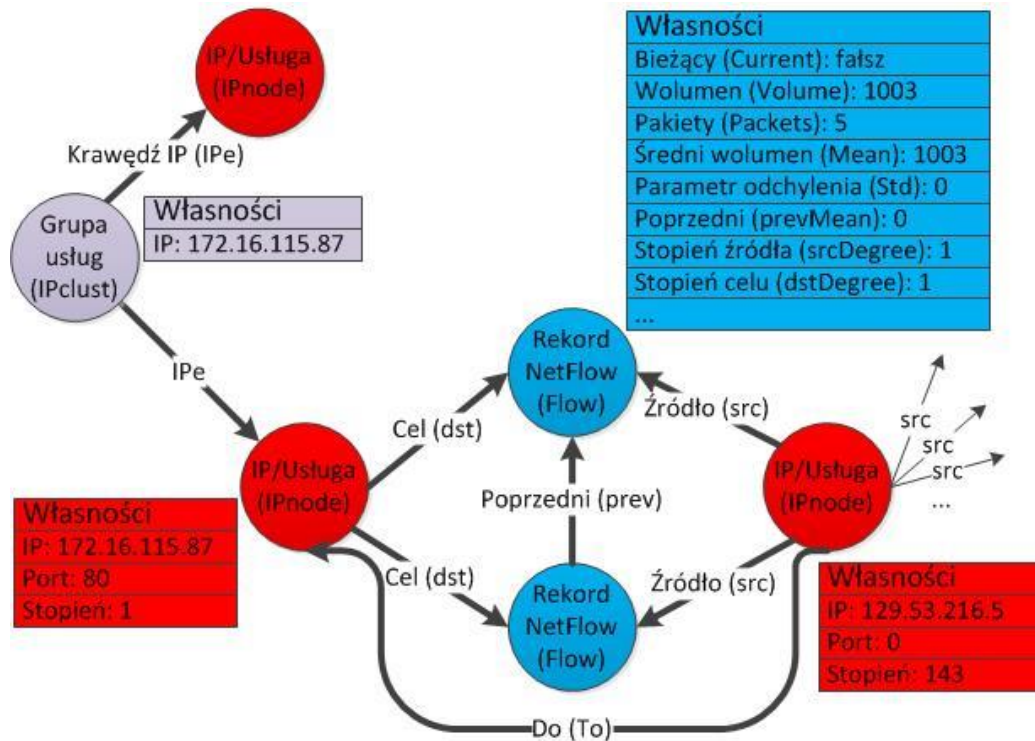 IP/Usługa
(IPnode)
Krawędź IP (IPe)
Grupa
usług
(IPclust)
Własności
IP: 172.16.115.87
IPe
Własności
Bieżący (Current): fałsz
Wolumen (Volume): 1003
Pakiety (Packets): 5
Średni wolumen (Mean): 1003
Parametr odchylenia (Std): 0
Poprzedni (prevMean): 0
Stopień źródła (srcDegree): 1
Stopień celu (dstDegree): 1
...
Rekord
NetFlow
(Flow)
Cel (dst)
Źródło (src)
src
src
src
...
IP/Usługa
(IPnode)
Poprzedni (prev)
IP/Usługa
(IPnode)
Własności
IP: 172.16.115.87
Port: 80
Stopień: 1
Cel (dst)
Źródło (src)
Rekord
NetFlow
(Flow)
Własności
IP: 129.53.216.5
Port: 0
Stopień: 143
Do (To)